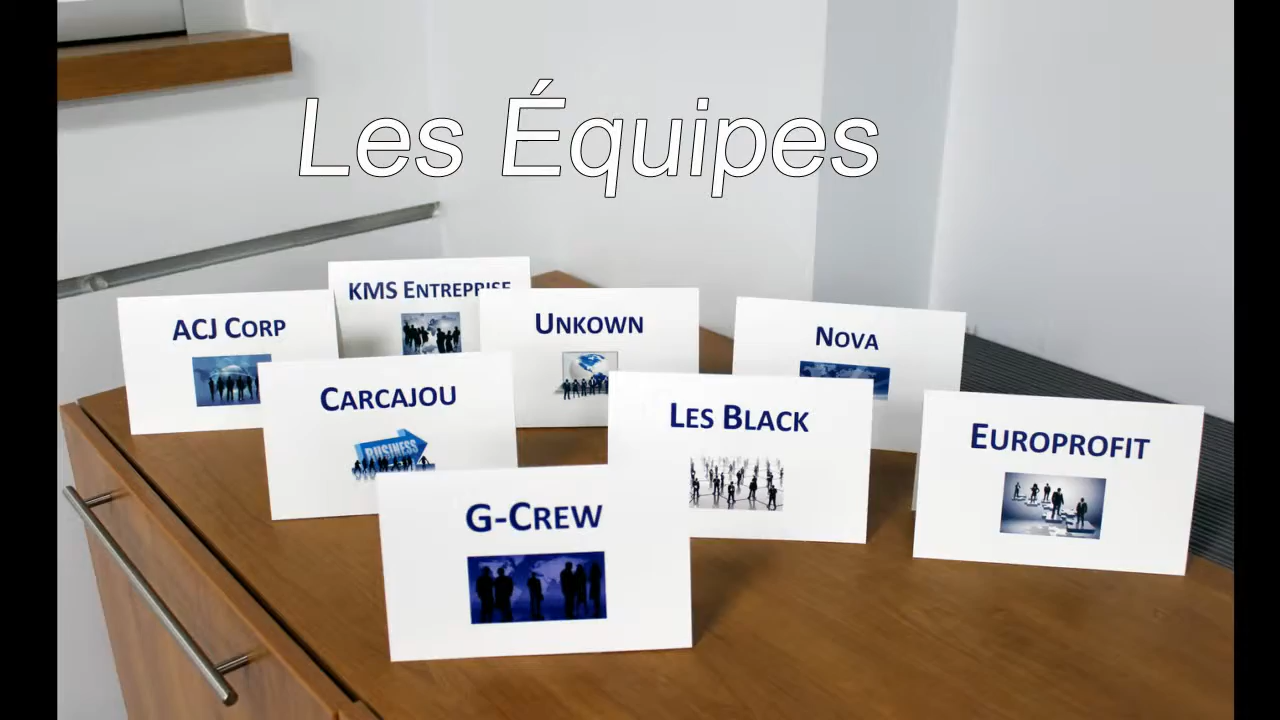 Les Équipes
KMS ENTREPRISE
ACJ CORP
UNKOWN
NOVA
CARCAJOU
BUSINESS
LES BLACK
EUROPROFIT
G-CREW